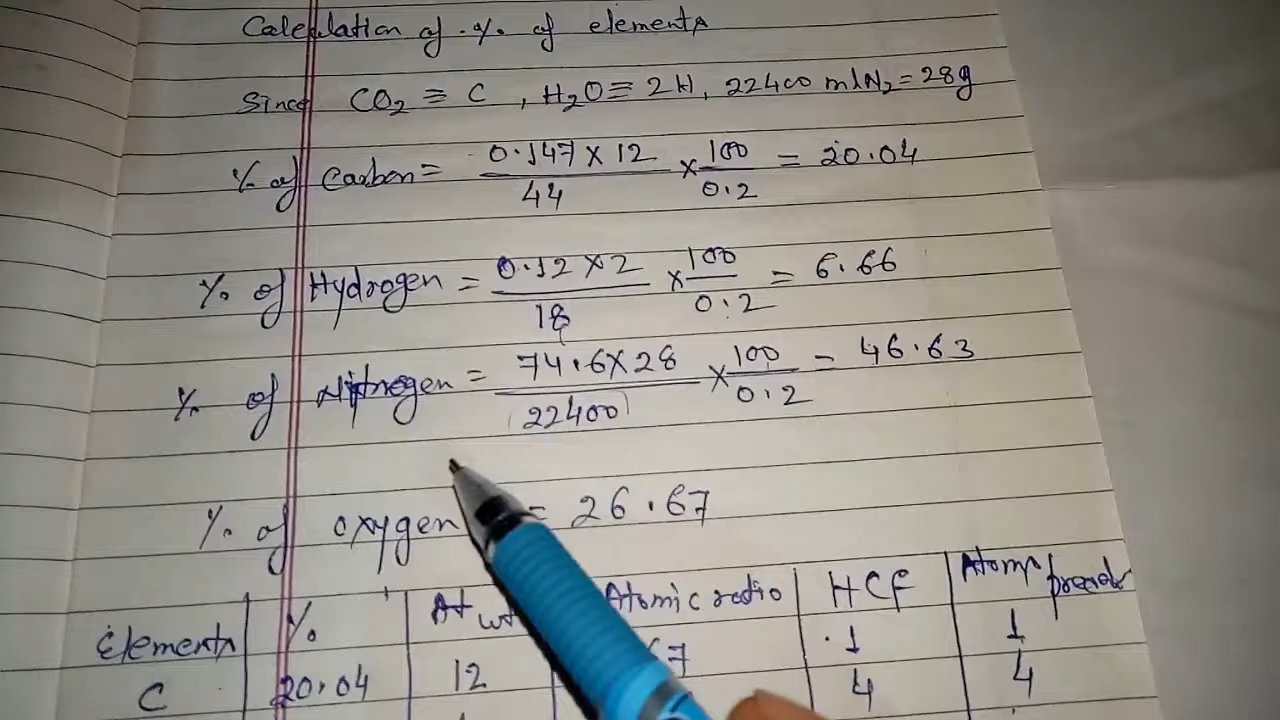 Calculation of % of elements
Since CO2 ≡ C , H2O ≡ 2H, 22400 ml N2 = 28g
% of Carbon = 0.147 × 12 / 44 × 100 / 0.2 = 20.04
% of Hydrogen = 0.12 × 2 / 18 × 100 / 0.2 = 6.66
% of Nitrogen = 74.6 × 28 / 22400 × 100 / 0.2 = 46.63
% of oxygen = 26.67
Elements % At wt Atomic ratio HCF Atoms
C 20.04 12 67 1 1
4 4